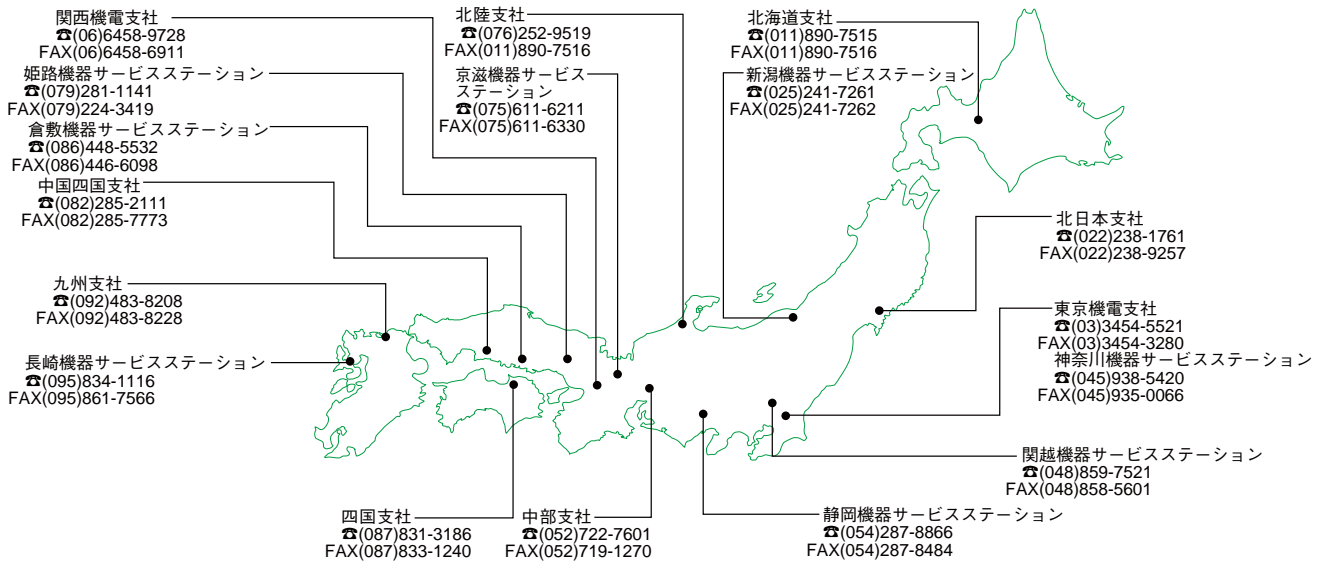 関西機電支社
☎(06)6458-9728
FAX(06)6458-6911
姫路機器サービスステーション
☎(079)281-1141
FAX(079)224-3419
倉敷機器サービスステーション
☎(086)448-5532
FAX(086)446-6098
中国四国支社
☎(082)285-2111
FAX(082)285-7773
九州支社
☎(092)483-8208
FAX(092)483-8228
長崎機器サービスステーション
☎(095)834-1116
FAX(095)861-7566
北陸支社
☎(076)252-9519
FAX(011)890-7516
京滋機器サービス
ステーション
☎(075)611-6211
FAX(075)611-6330
北海道支社
☎(011)890-7515
FAX(011)890-7516
新潟機器サービスステーション
☎(025)241-7261
FAX(025)241-7262
北日本支社
☎(022)238-1761
FAX(022)238-9257
東京機電支社
☎(03)3454-5521
FAX(03)3454-3280
神奈川機器サービスステーション
☎(045)938-5420
FAX(045)935-0066
関越機器サービスステーション
☎(048)859-7521
FAX(048)858-5601
四国支社
☎(087)831-3186
FAX(087)833-1240
中部支社
☎(052)722-7601
FAX(052)719-1270
静岡機器サービスステーション
☎(054)287-8866
FAX(054)287-8484